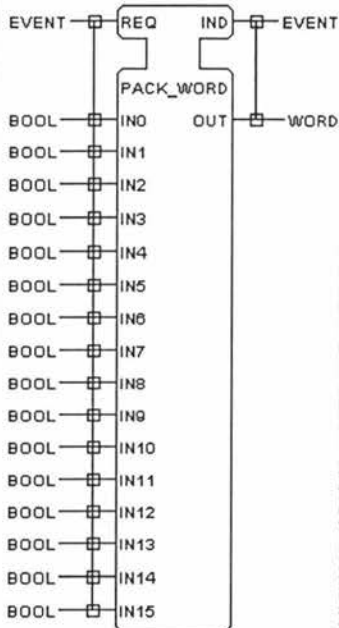 EVENT REQ IND EVENT
PACK_WORD
BOOL IN0 OUT WORD
BOOL IN1
BOOL IN2
BOOL IN3
BOOL IN4
BOOL IN5
BOOL IN6
BOOL IN7
BOOL IN8
BOOL IN9
BOOL IN10
BOOL IN11
BOOL IN12
BOOL IN13
BOOL IN14
BOOL IN15